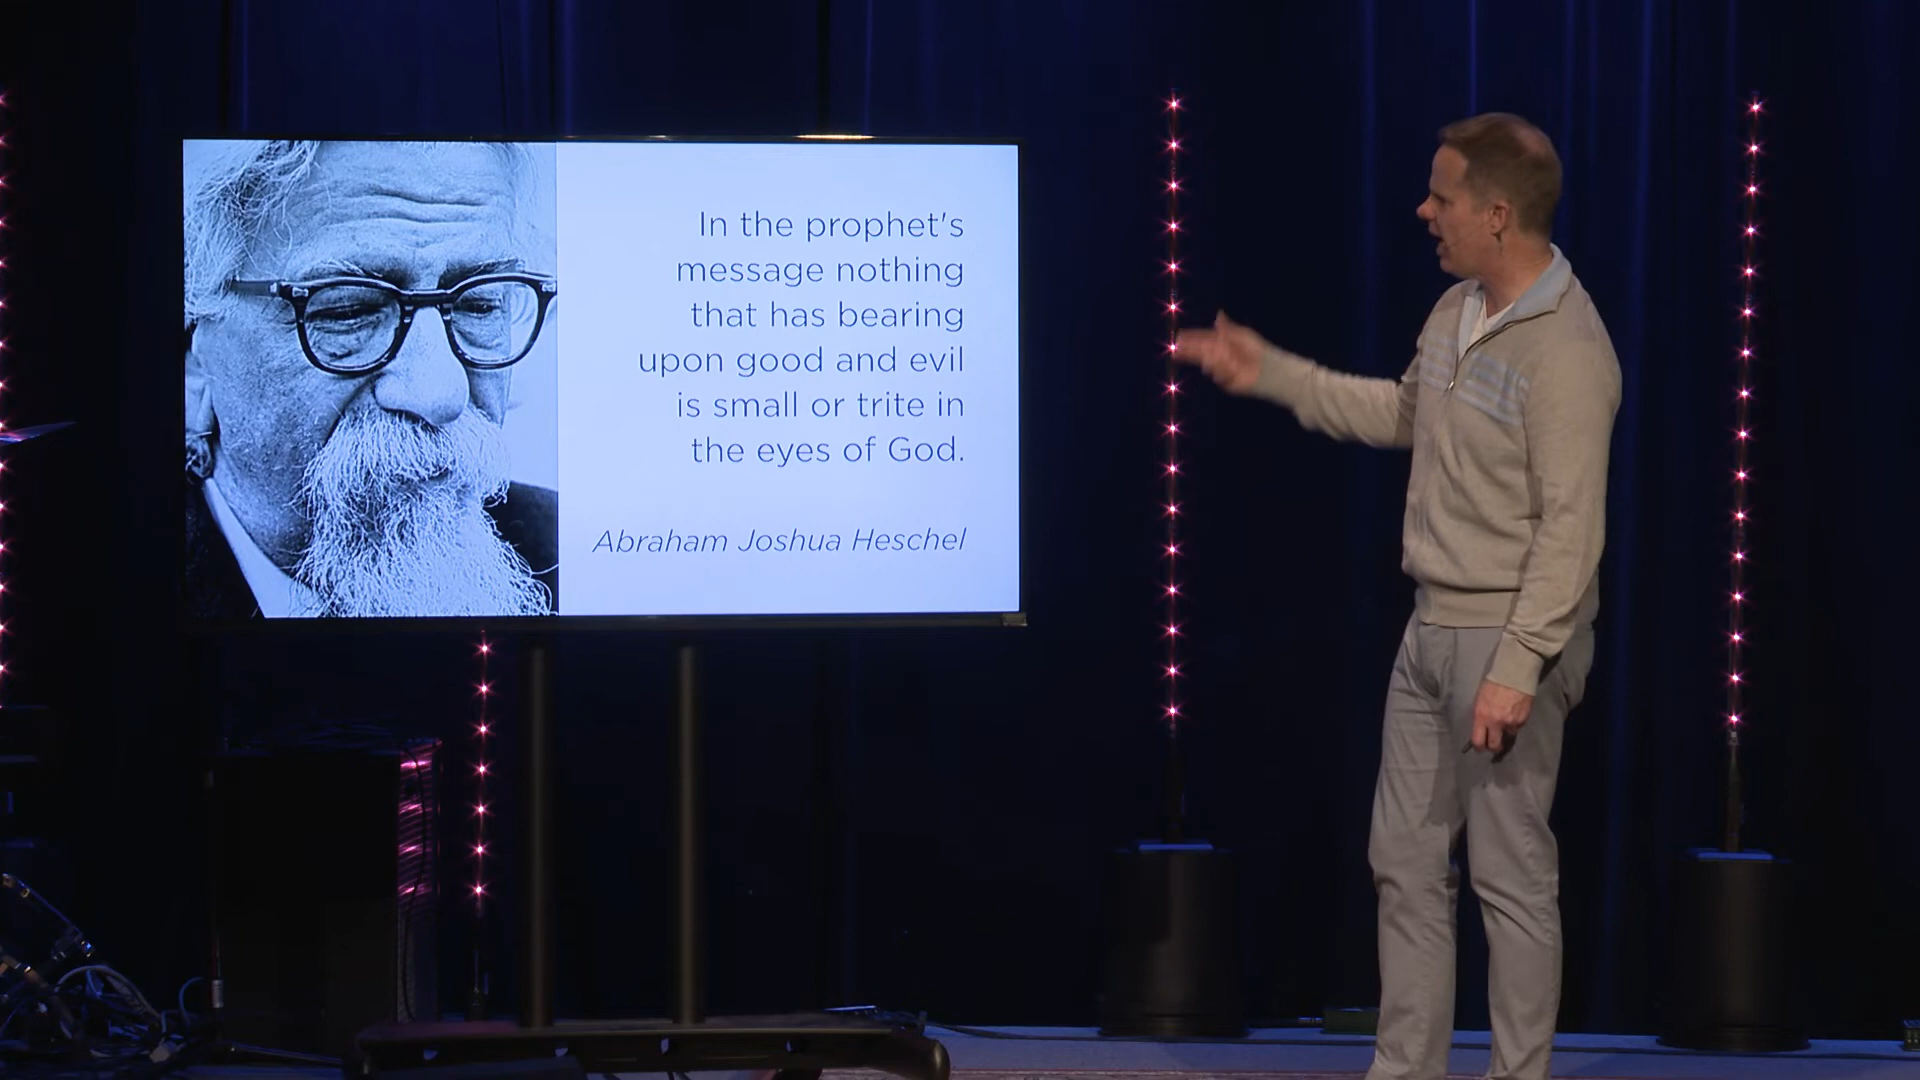 In the prophet's
message nothing
that has bearing
upon good and evil
is small or trite in
the eyes of God.
Abraham Joshua Heschel